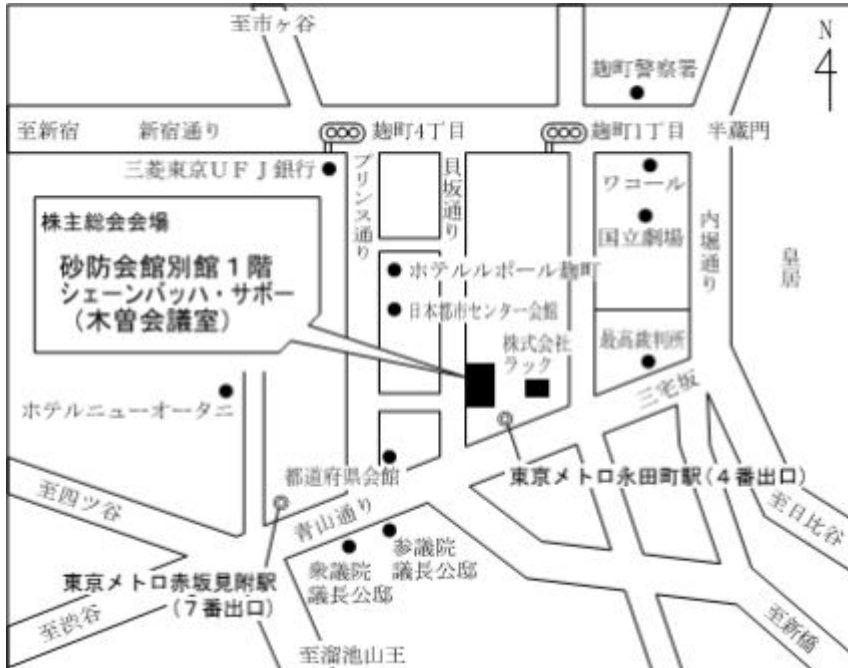 至市ヶ谷
N
麹町警察署
至新宿
新宿通り
麹町4丁目
麹町1丁目
半蔵門
三菱東京UFJ銀行
プリンス通り
貝坂通り
ワコール
国立劇場
内堀通り
皇居
株主総会会場
砂防会館別館1階
シェーンバッハ・サボー
（木曽会議室）
ホテルルポール麹町
日本都市センター会館
株式会社
ラック
最高裁判所
三宅坂
ホテルニューオータニ
都道府県会館
東京メトロ永田町駅（4番出口）
至四ツ谷
青山通り
至日比谷
参議院
議長公邸
衆議院
議長公邸
東京メトロ赤坂見附駅
（7番出口）
至渋谷
至新橋
至溜池山王